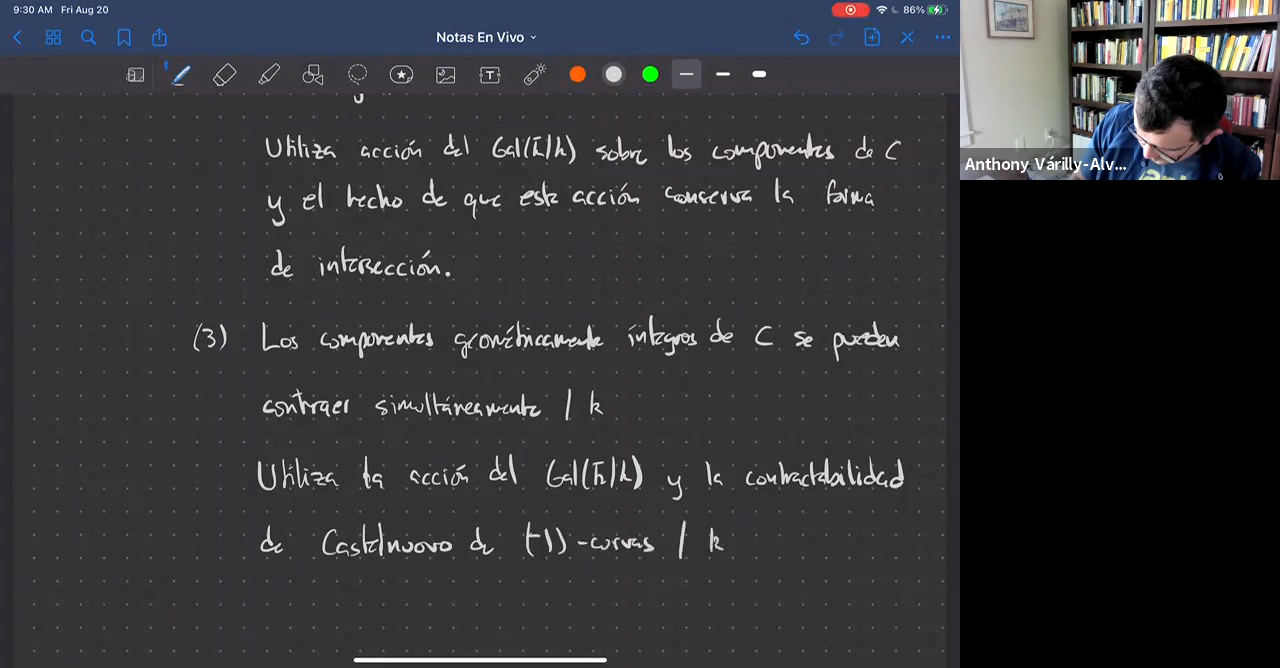 9:30 AM Fri Aug 20
86%
Notas En Vivo
T
Anthony Várilly-Alv...
Utiliza acción del Gal(k̄/k) sobre los componentes de C
y el hecho de que esta acción conserva la forma
de intersección.
(3) Los componentes geométricamente íntegros de C se pueden
contraer simultáneamente / k
Utiliza la acción del Gal(k̄/k) y la contractabilidad
de Castelnuovo de (-1)-curvas / k